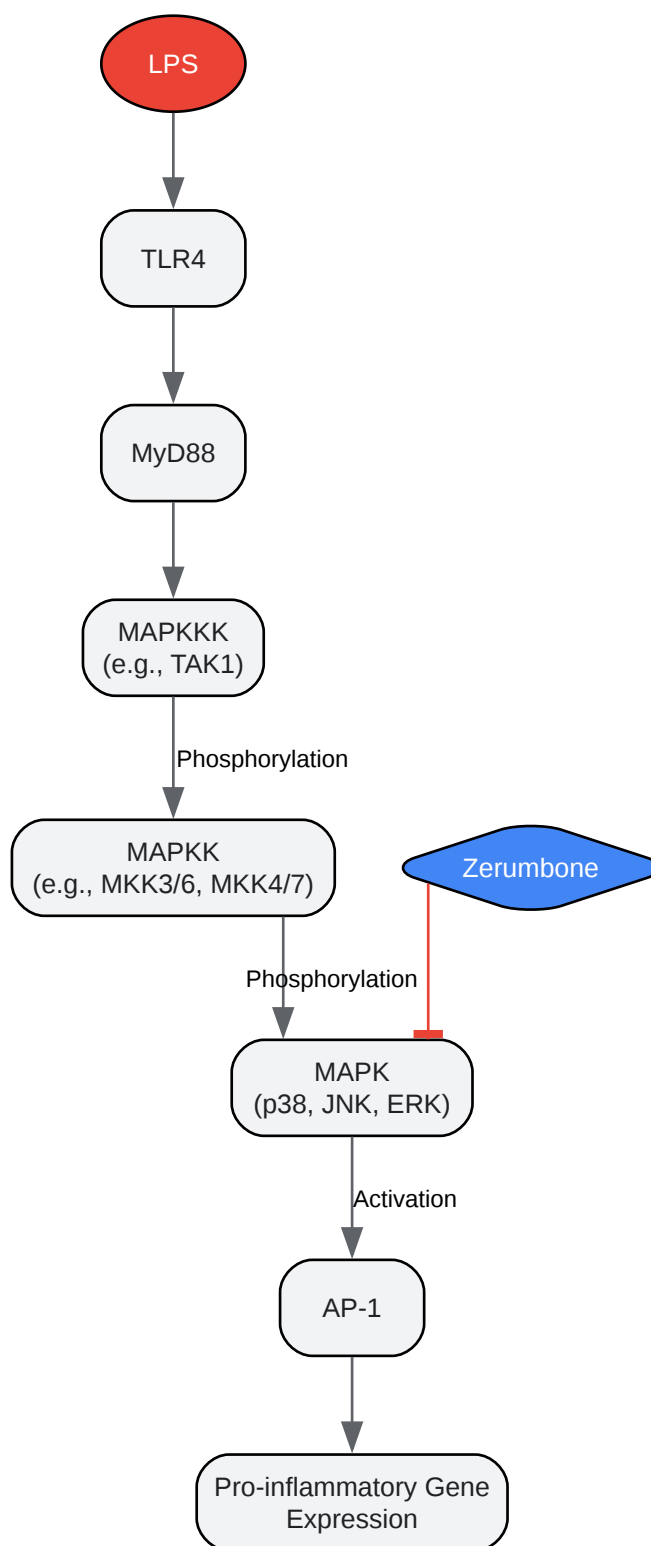 LPS
TLR4
MyD88
MAPKKK
(e.g., TAK1)
Phosphorylation
MAPKK
(e.g., MKK3/6, MKK4/7)
Zerumbone
Phosphorylation
MAPK
(p38, JNK, ERK)
Activation
AP-1
Pro-inflammatory Gene
Expression